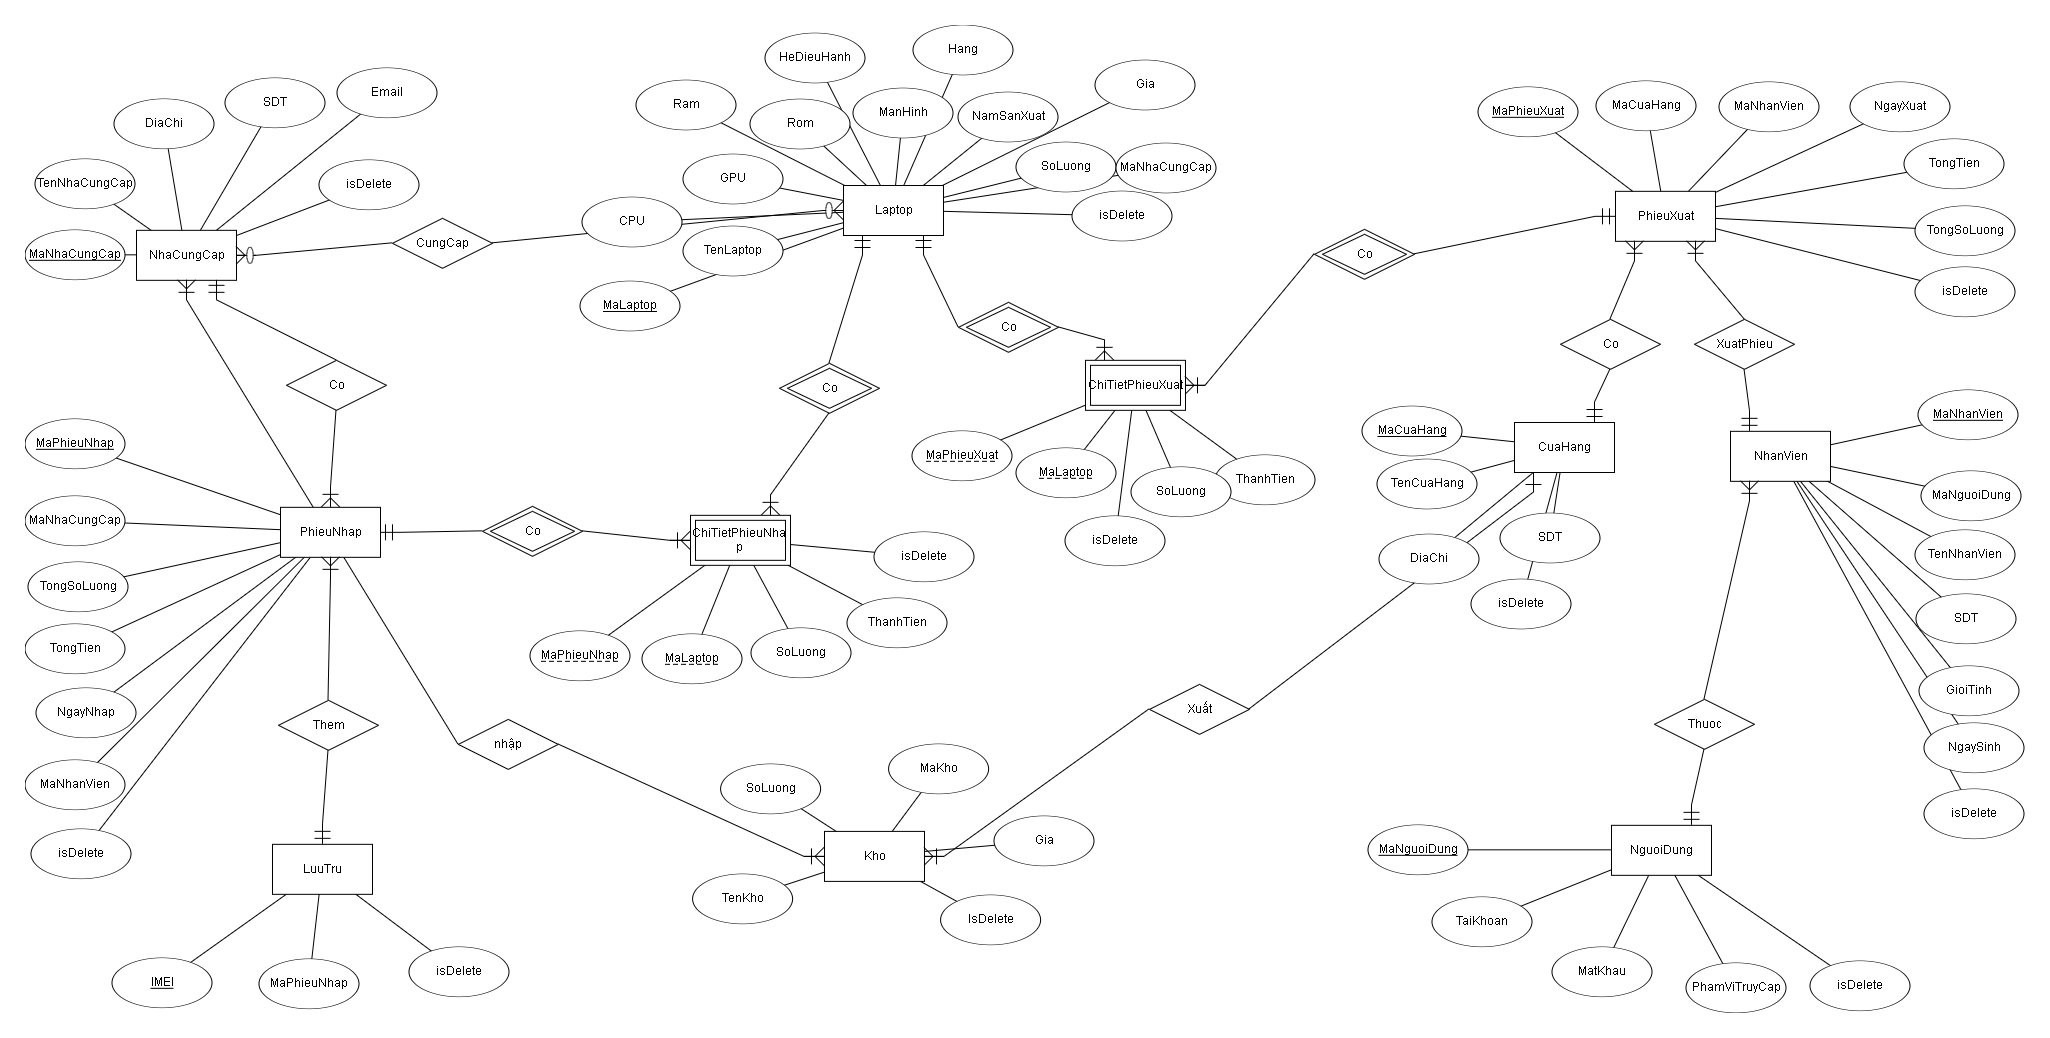 Hang
HeDieuHanh
Gia
Email
SDT
Ram
MaPhieuXuat
MaCuaHang
MaNhanVien
NgayXuat
DiaChi
Rom
ManHinh
NamSanXuat
TongTien
TenNhaCungCap
isDelete
GPU
SoLuong
MaNhaCungCap
Laptop
isDelete
PhieuXuat
CPU
TongSoLuong
MaNhaCungCap
NhaCungCap
CungCap
TenLaptop
Co
isDelete
MaLaptop
Co
Co
XuatPhieu
Co
Co
ChiTietPhieuXuat
MaNhanVien
MaCuaHang
MaPhieuNhap
CuaHang
NhanVien
MaPhieuXuat
MaLaptop
ThanhTien
SoLuong
TenCuaHang
MaNguoiDung
MaNhaCungCap
PhieuNhap
Co
ChiTietPhieuNha
p
isDelete
isDelete
DiaChi
SDT
TenNhanVien
TongSoLuong
isDelete
SDT
ThanhTien
TongTien
MaPhieuNhap
MaLaptop
SoLuong
GioiTinh
NgayNhap
Them
nhập
Xuất
Thuoc
NgaySinh
MaNhanVien
SoLuong
MaKho
isDelete
isDelete
LuuTru
Kho
Gia
MaNguoiDung
NguoiDung
TenKho
IsDelete
TaiKhoan
IMEI
MaPhieuNhap
isDelete
MatKhau
PhamViTruyCap
isDelete